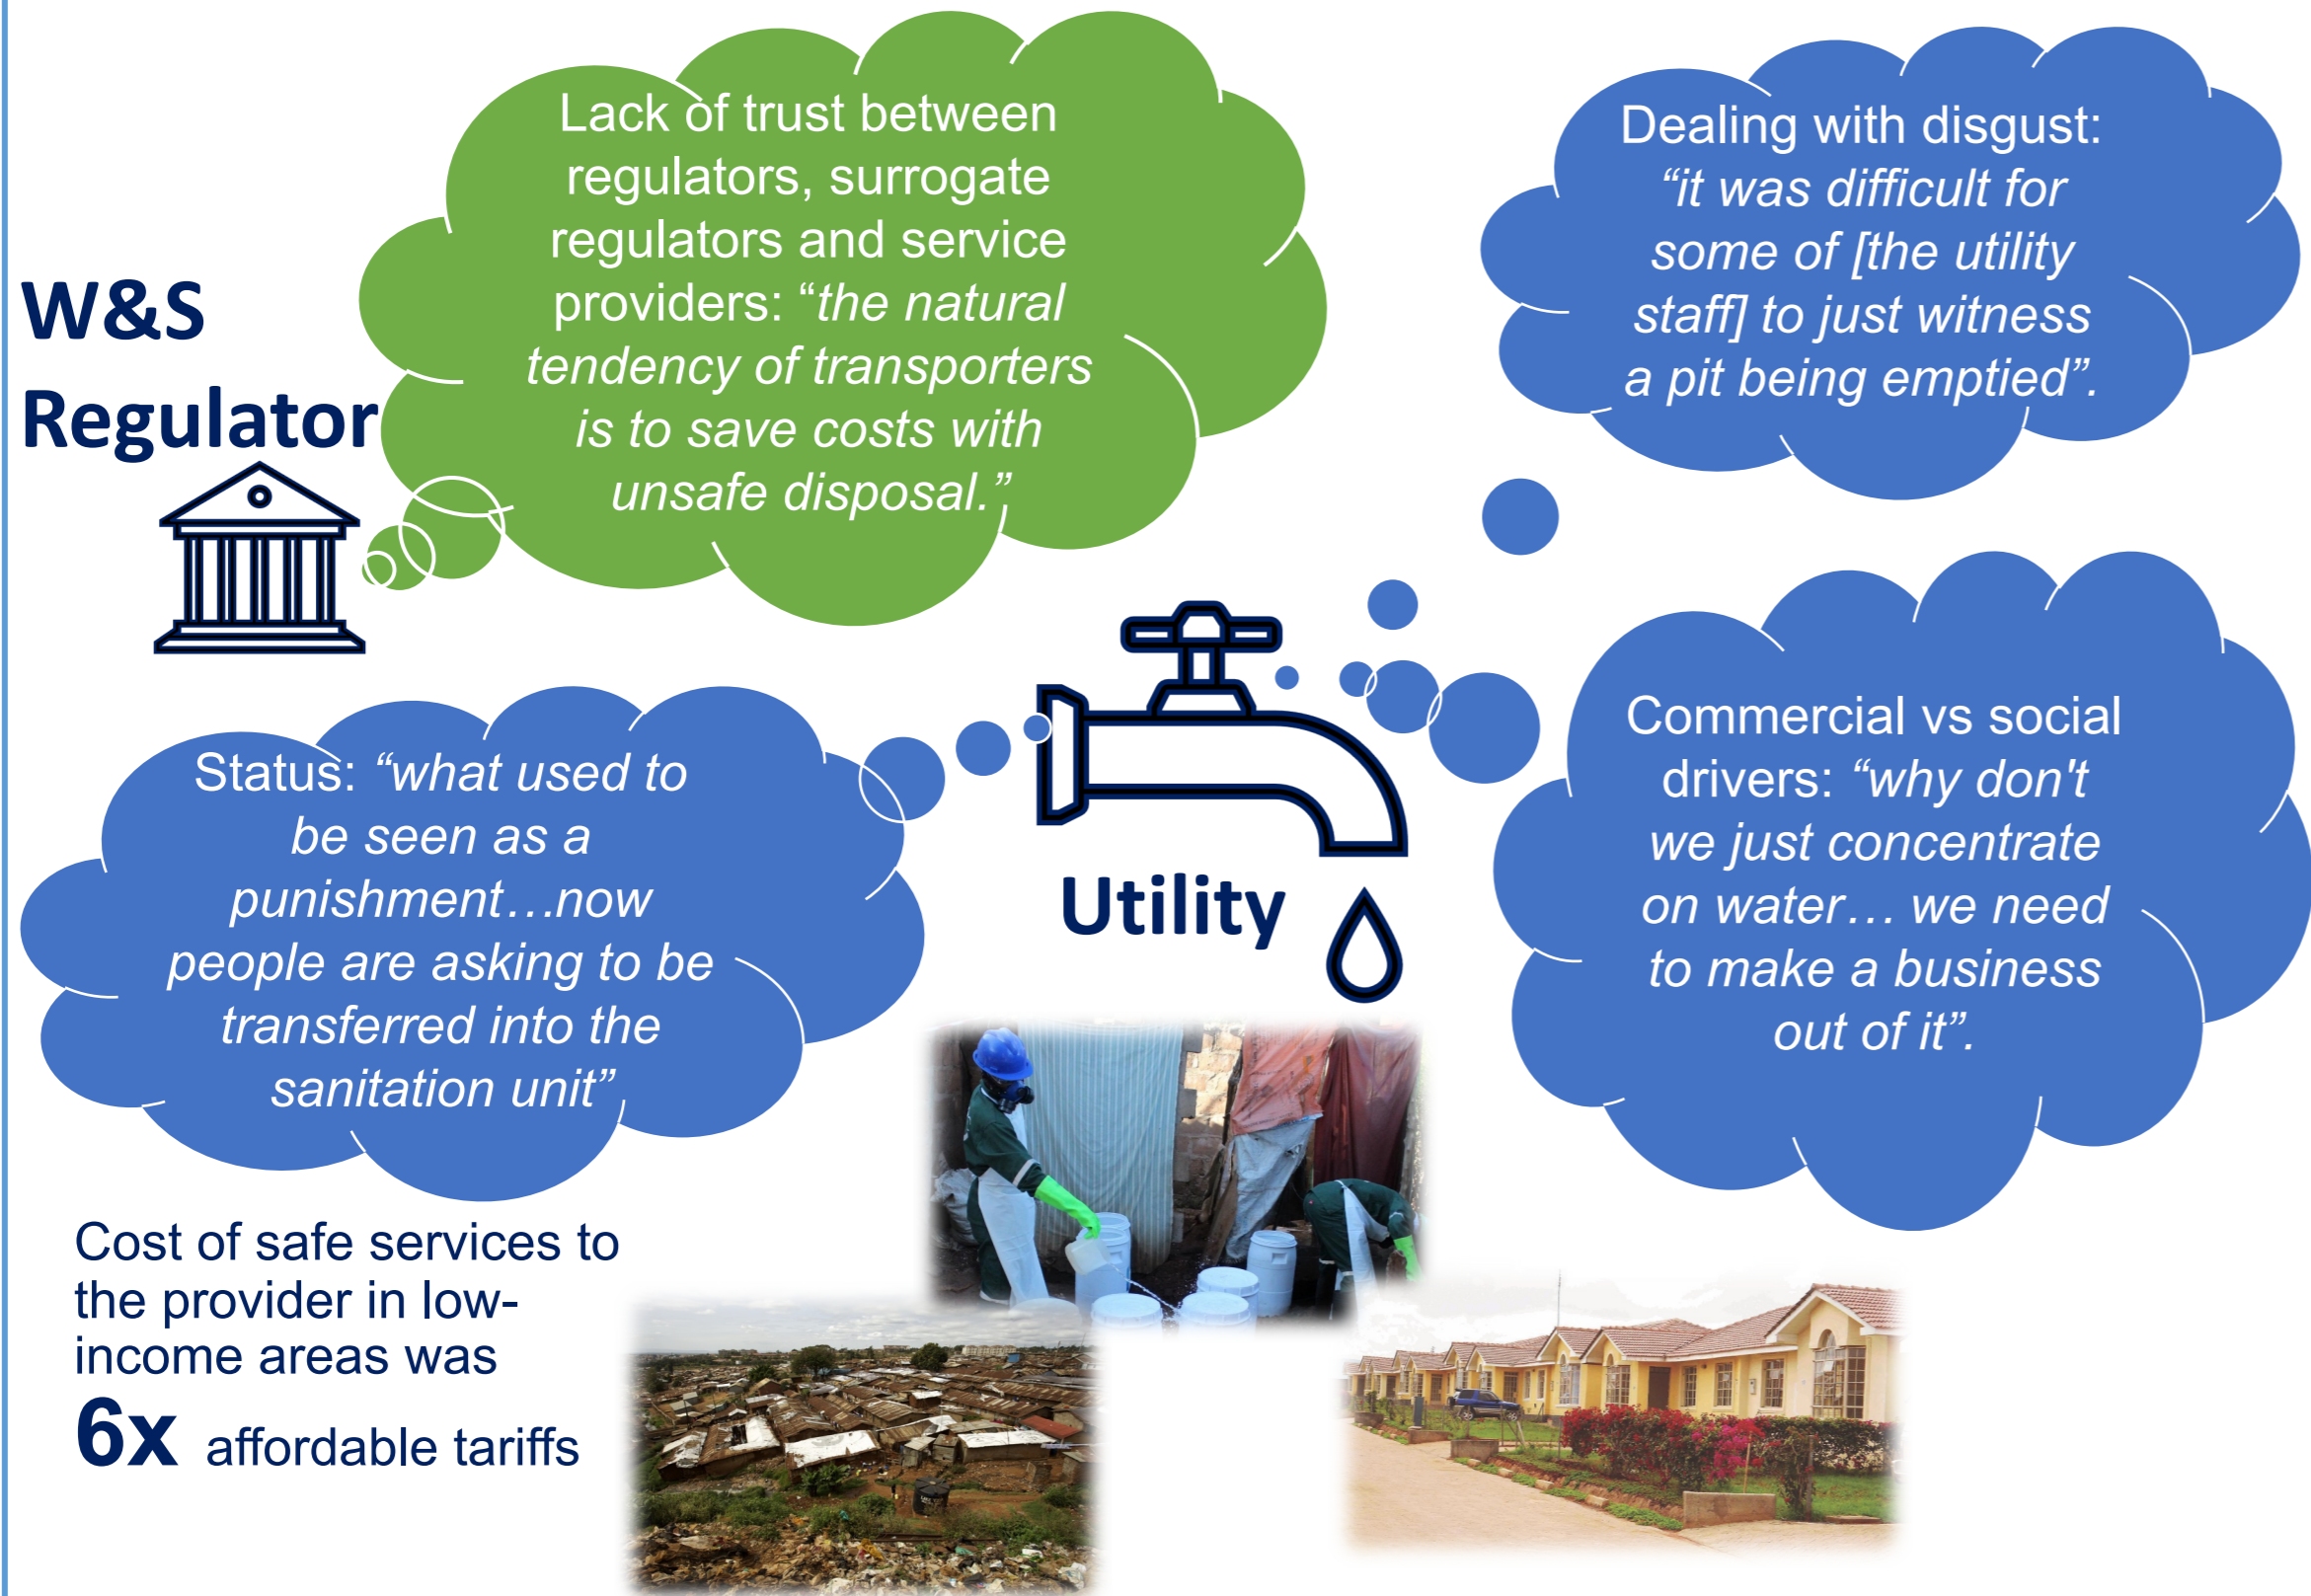 W&S
Regulator
Lack of trust between
regulators, surrogate
regulators and service
providers: “the natural
tendency of transporters
is to save costs with
unsafe disposal.”
Dealing with disgust:
“it was difficult for
some of [the utility
staff] to just witness
a pit being emptied”.
Status: “what used to
be seen as a
punishment…now
people are asking to be
transferred into the
sanitation unit”
Utility
Commercial vs social
drivers: “why don't
we just concentrate
on water… we need
to make a business
out of it”.
Cost of safe services to
the provider in low-
income areas was
6x affordable tariffs